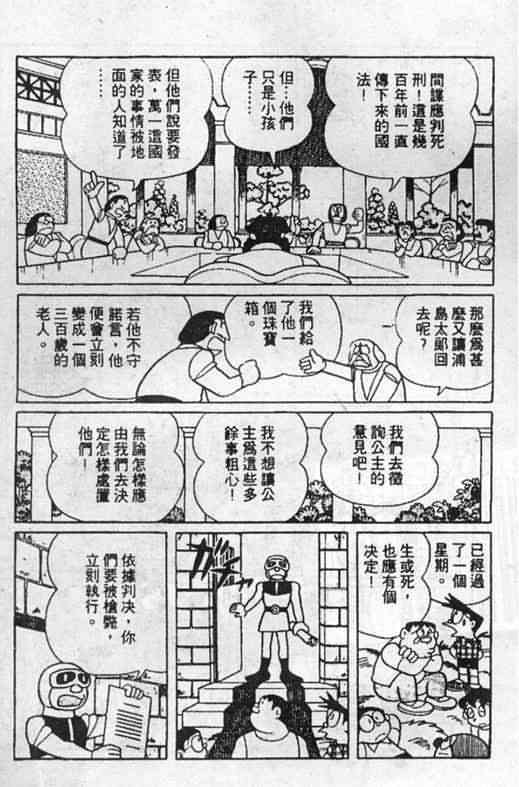 間諜應判死
刑！這是幾
百年前一直
傳下來的國
法！
但…他們
只是小孩
子……
但他們說要發
表，萬一這國
家的事情被地
面的人知道了
……
那麼為甚
麼又讓浦
島太郎回
去呢？
我們給
了他一
個珠寶
箱。
若他不守
諾言，他
便會立刻
變成一個
三百歲的
老人。
我們去徵
詢公主的
意見吧！
我不想讓公
主為這些多
餘事粗心！
無論怎樣應
由我們去決
定怎樣處置
他們！
已經過
了一個
星期。
生或死，
也應有個
决定！
ガガッ
依據判决，你
們要被槍斃，
立刻執行。